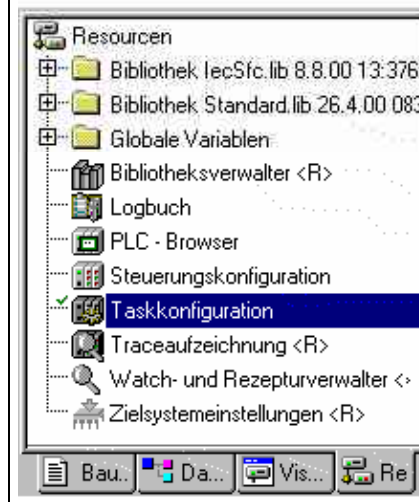 Resourcen
Bibliothek IecSfc.lib 8.8.00 13:376
Bibliothek Standard.lib 26.4.00 083
Globale Variablen
Bibliotheksverwalter <R>
Logbuch
PLC - Browser
Steuerungskonfiguration
Taskkonfiguration
Traceaufzeichnung <R>
Watch- und Rezepturverwalter <
Zielsystemeinstellungen <R>
Bau.. Da... Vis... Re